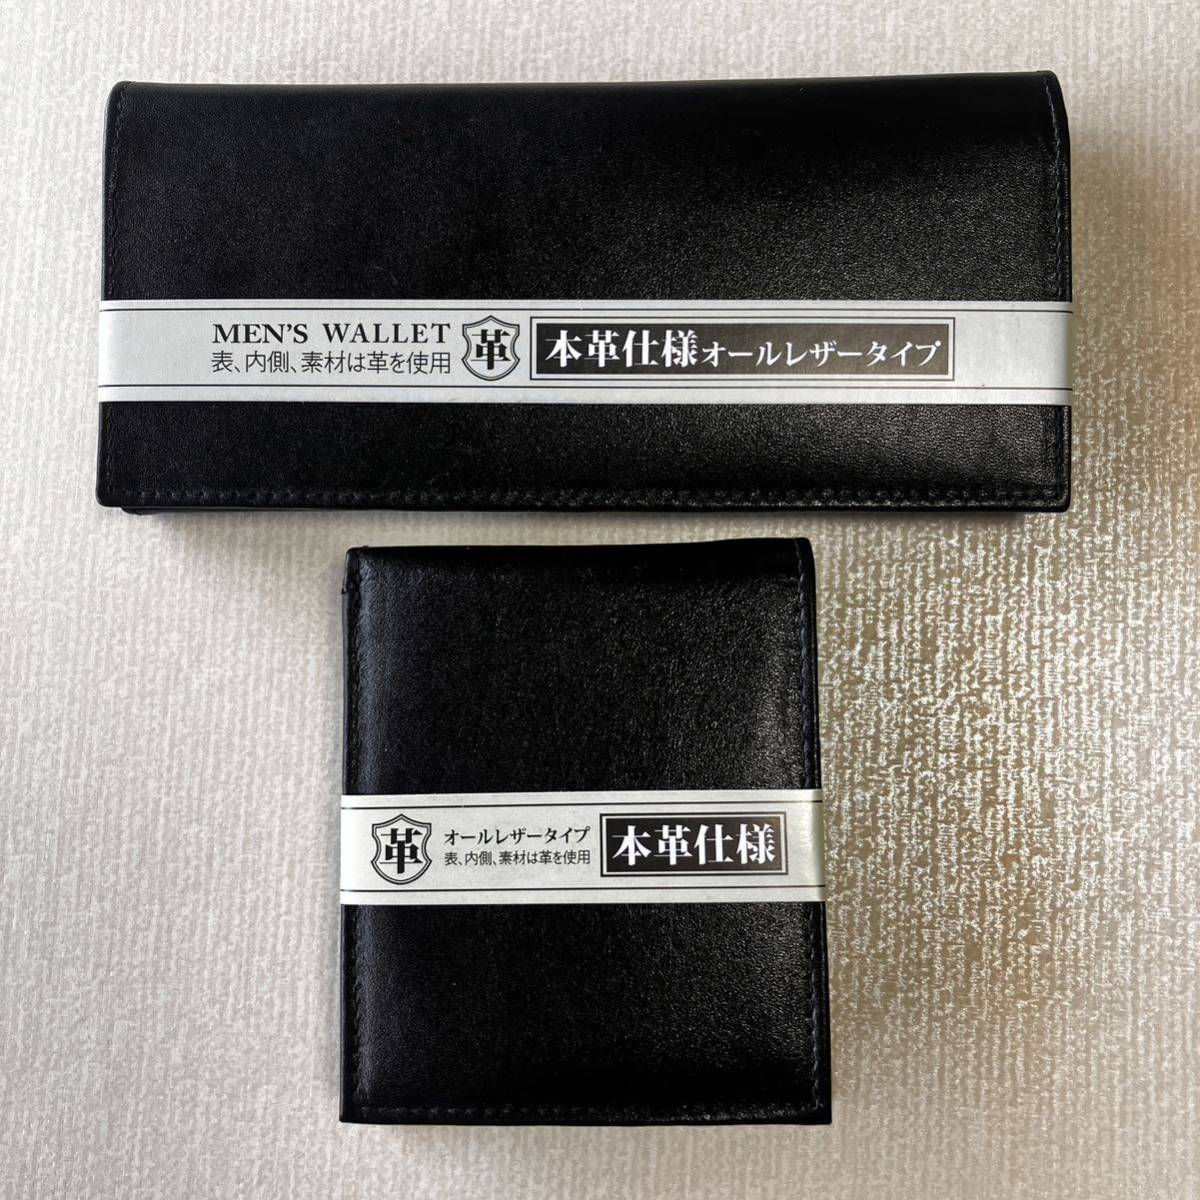 MEN'S WALLET
表、内側、素材は革を使用
革
本革仕様オールレザータイプ
革
オールレザータイプ
表、内側、素材は革を使用
本革仕様